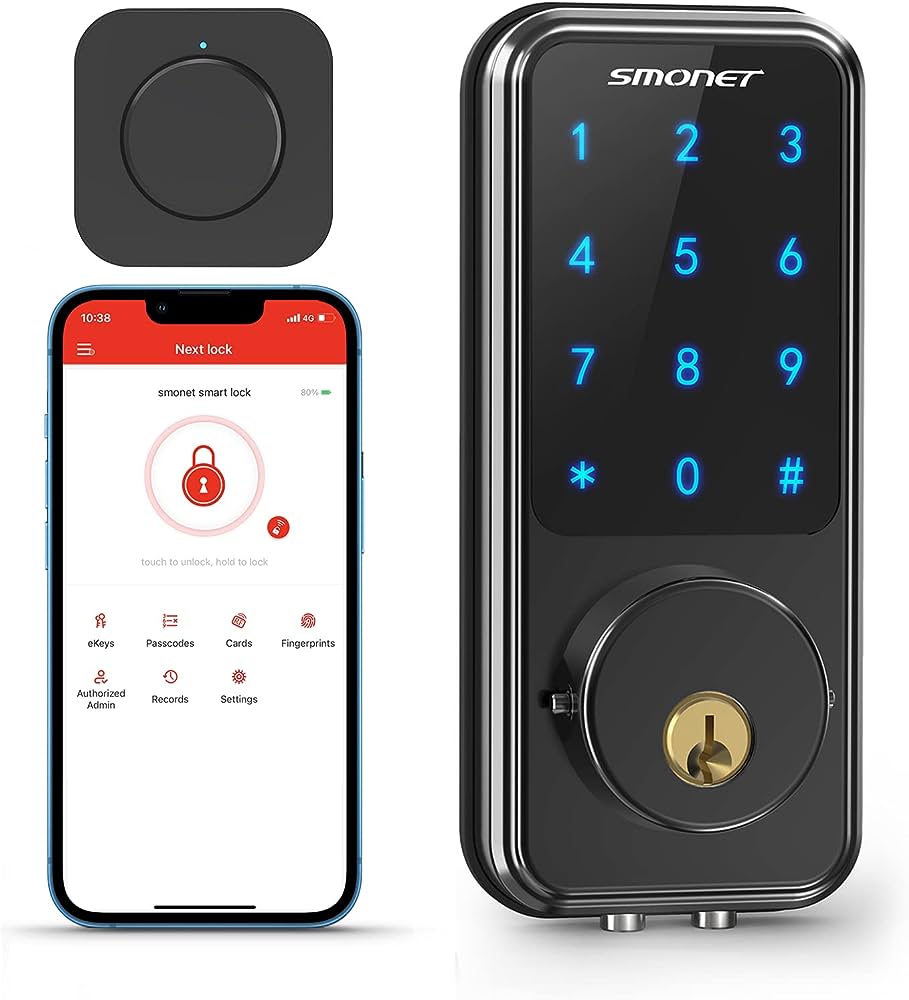 SMONET
1 2 3
4 5 6
7 8 9
* 0 #
10:38 4G
Next lock
smonet smart lock 80%
touch to unlock, hold to lock
eKeys Passcodes Cards Fingerprints
Authorized
Admin Records Settings